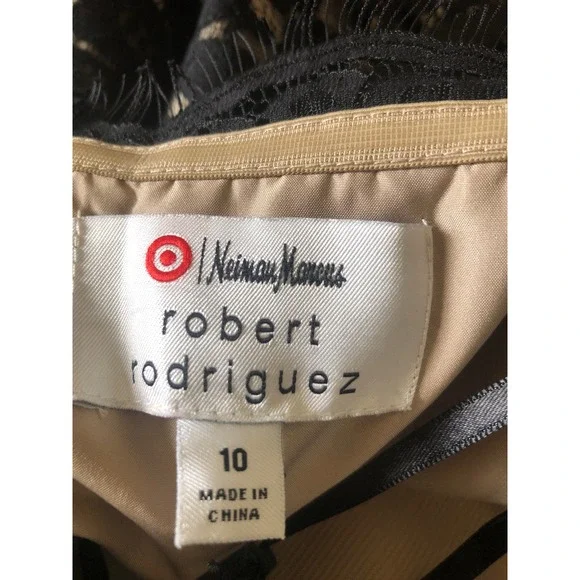 | Neiman Marcus
robert
rodriguez
10
MADE IN
CHINA